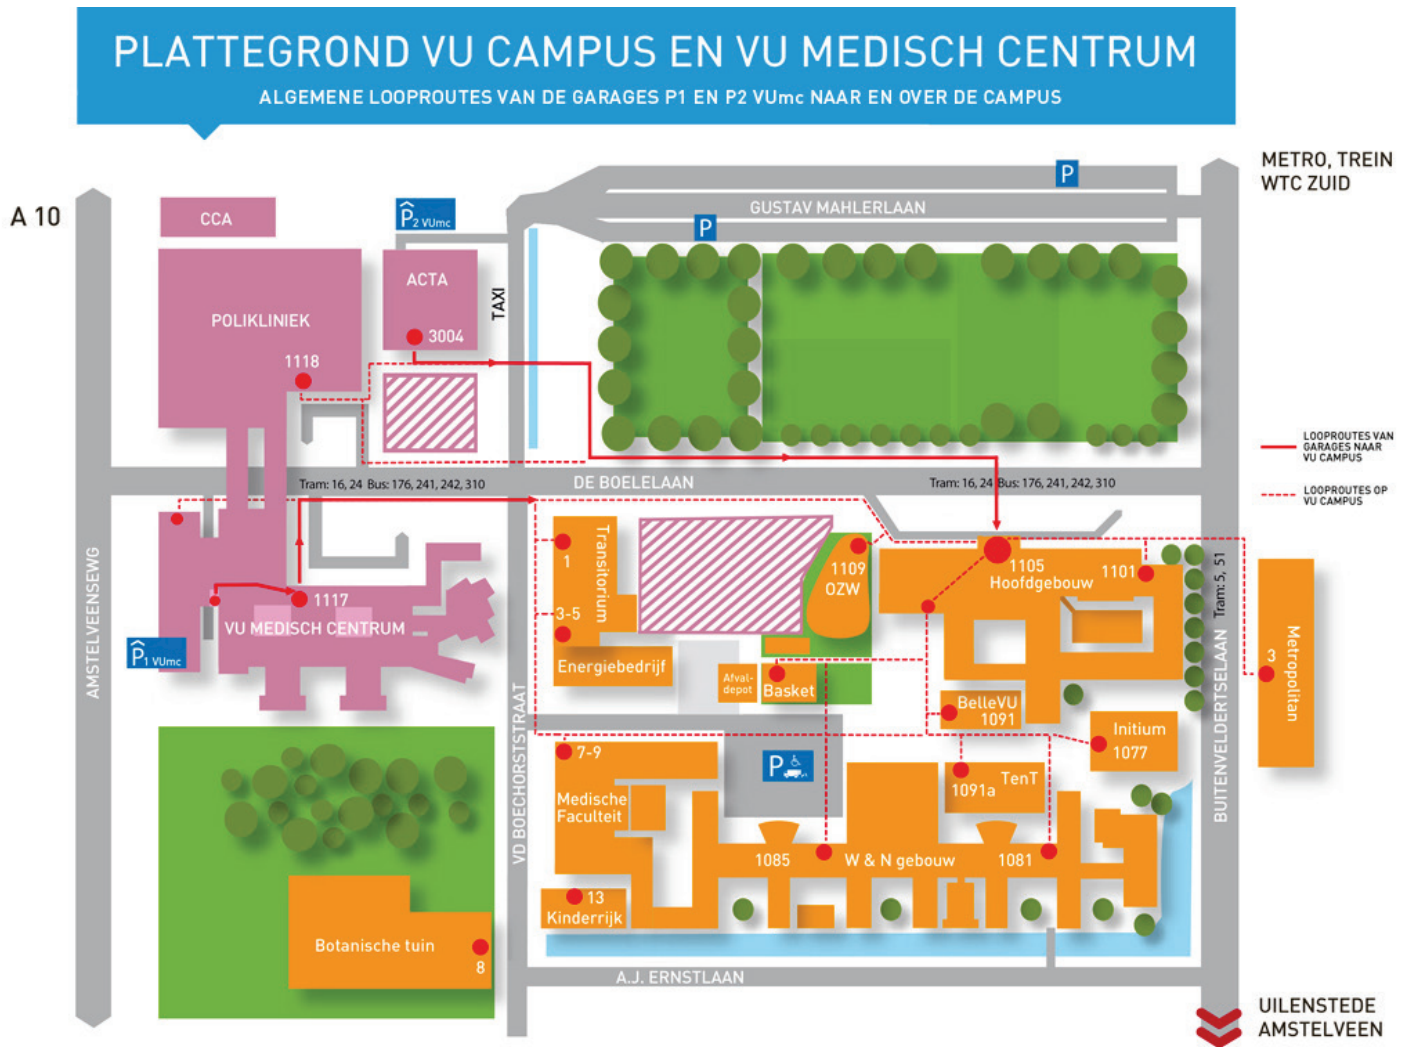 PLATTEGROND VU CAMPUS EN VU MEDISCH CENTRUM
ALGEMENE LOOPROUTES VAN DE GARAGES P1 EN P2 VUmc NAAR EN OVER DE CAMPUS
METRO, TREIN
WTC ZUID
A 10
CCA
P2 VUmc
P
GUSTAV MAHLERLAAN
P
ACTA
TAXI
POLIKLINIEK
3004
1118
LOOPROUTES VAN
GARAGES NAAR
VU CAMPUS
LOOPROUTES OP
VU CAMPUS
Tram: 16, 24 Bus: 176, 241, 242, 310
DE BOELELAAN
Tram: 16, 24 Bus: 176, 241, 242, 310
AMSTELVEENSEWG
1117
VU MEDISCH CENTRUM
P1 VUmc
VD BOECHORSTSTRAAT
Transitorium
1
3-5
Energiebedrijf
1109
OZW
1105
Hoofdgebouw
1101
Tram: 5, 51
BUITENVELDERTSELAAN
3
Metropolitan
Afval-
depot
Basket
BelleVU
1091
Initium
1077
7-9
P
Medische
Faculteit
TenT
1091a
1085
W & N gebouw
1081
13
Kinderrijk
Botanische tuin
8
A.J. ERNSTLAAN
UILENSTEDE
AMSTELVEEN